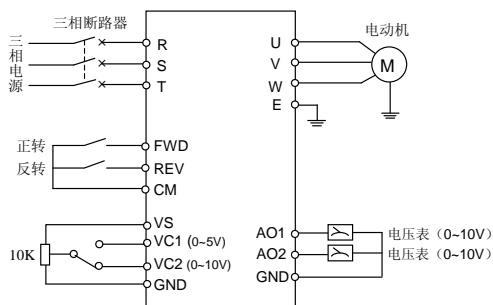 三相断路器
三相电源
R
S
T
正转
反转
FWD
REV
CM
10K
VS
VC1 (0~5V)
VC2 (0~10V)
GND
U
V
W
E
电动机
M
AO1
AO2
GND
电压表（0~10V）
电压表（0~10V）